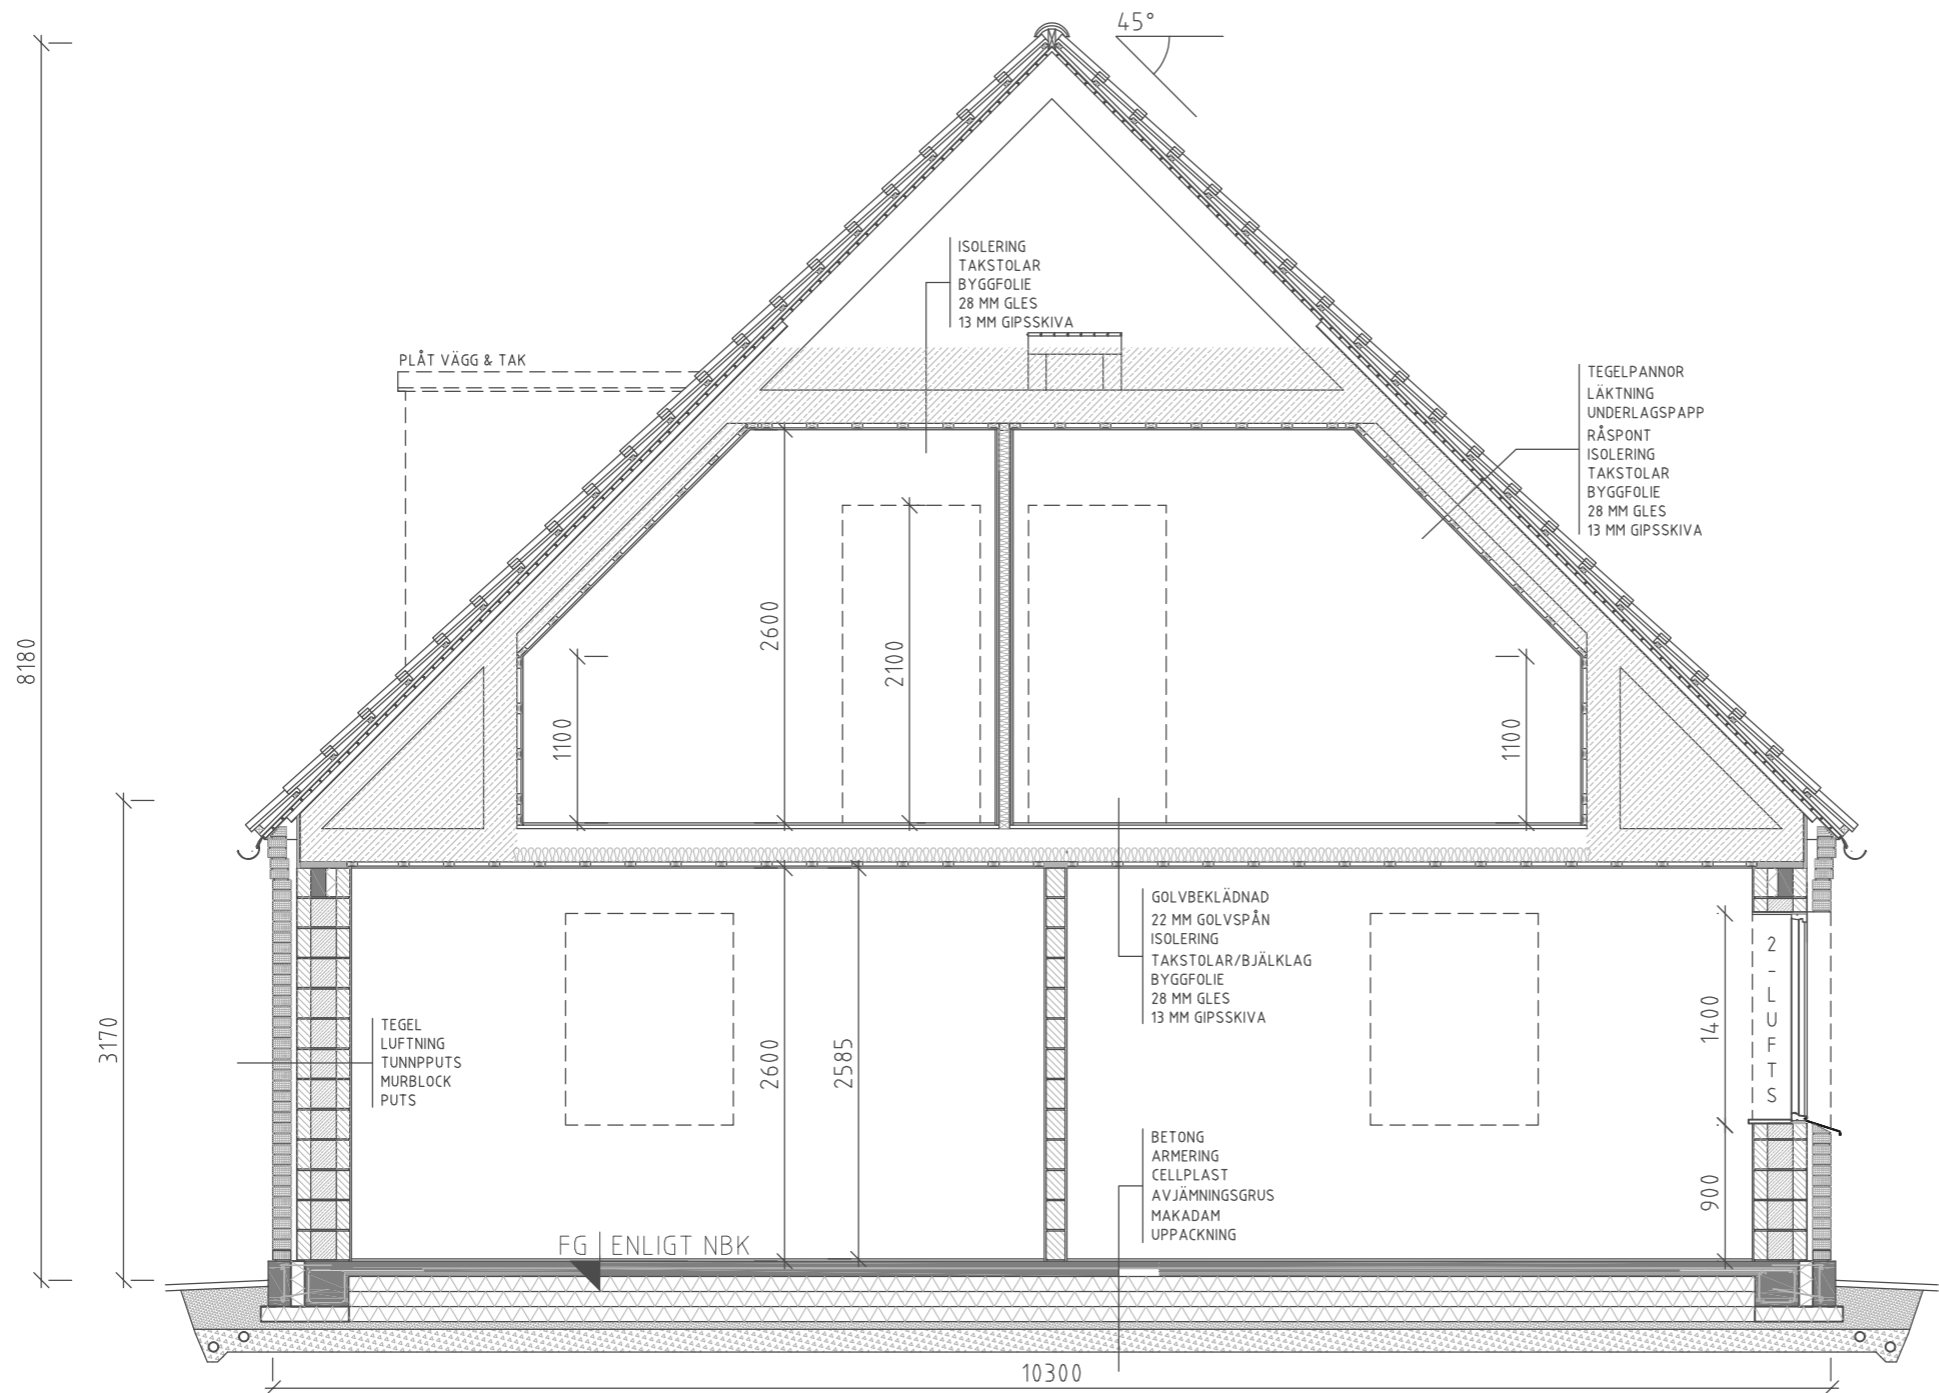 45°
ISOLERING
TAKSTOLAR
BYGGFOLIE
28 MM GLES
13 MM GIPSSKIVA
PLÅT VÄGG & TAK
TEGELPANNOR
LÄKTNING
UNDERLAGSPAPP
RÅSPONT
ISOLERING
TAKSTOLAR
BYGGFOLIE
28 MM GLES
13 MM GIPSSKIVA
8180
2600
2100
1100
1100
3170
TEGEL
LUFTNING
TUNNPPUTS
MURBLOCK
PUTS
2600
2585
GOLVBEKLÄDNAD
22 MM GOLVSPÅN
ISOLERING
TAKSTOLAR/BJÄLKLAG
BYGGFOLIE
28 MM GLES
13 MM GIPSSKIVA
1400
2-LUFTS
900
BETONG
ARMERING
CELLPLAST
AVJÄMNINGSGRUS
MAKADAM
UPPACKNING
FG ENLIGT NBK
10300